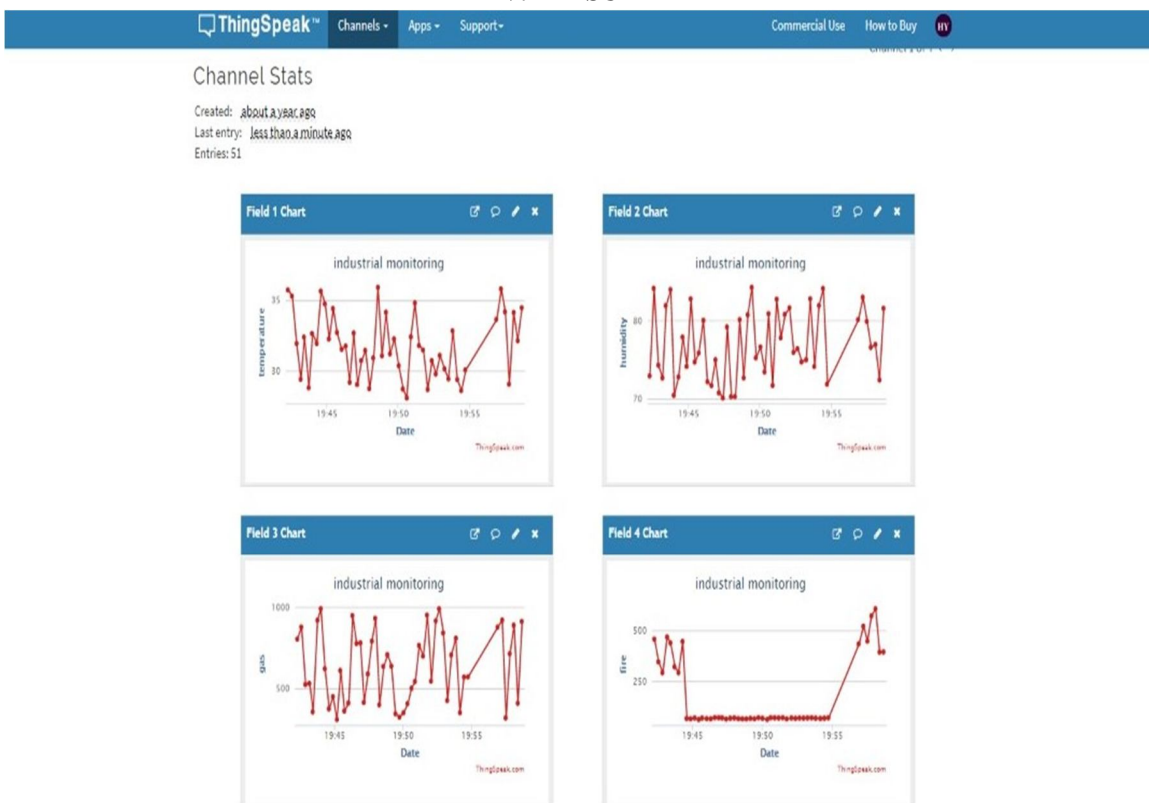 ThingSpeak™ Channels Apps Support Commercial Use How to Buy HY
Channel Stats
Created: about a year ago
Last entry: less than a minute ago
Entries: 51
Field 1 Chart
industrial monitoring
temperature
35
30
19:45 19:50 19:55
Date
ThingSpeak.com
Field 2 Chart
industrial monitoring
humidity
80
70
19:45 19:50 19:55
Date
ThingSpeak.com
Field 3 Chart
industrial monitoring
gas
1000
500
19:45 19:50 19:55
Date
ThingSpeak.com
Field 4 Chart
industrial monitoring
fire
500
250
19:45 19:50 19:55
Date
ThingSpeak.com